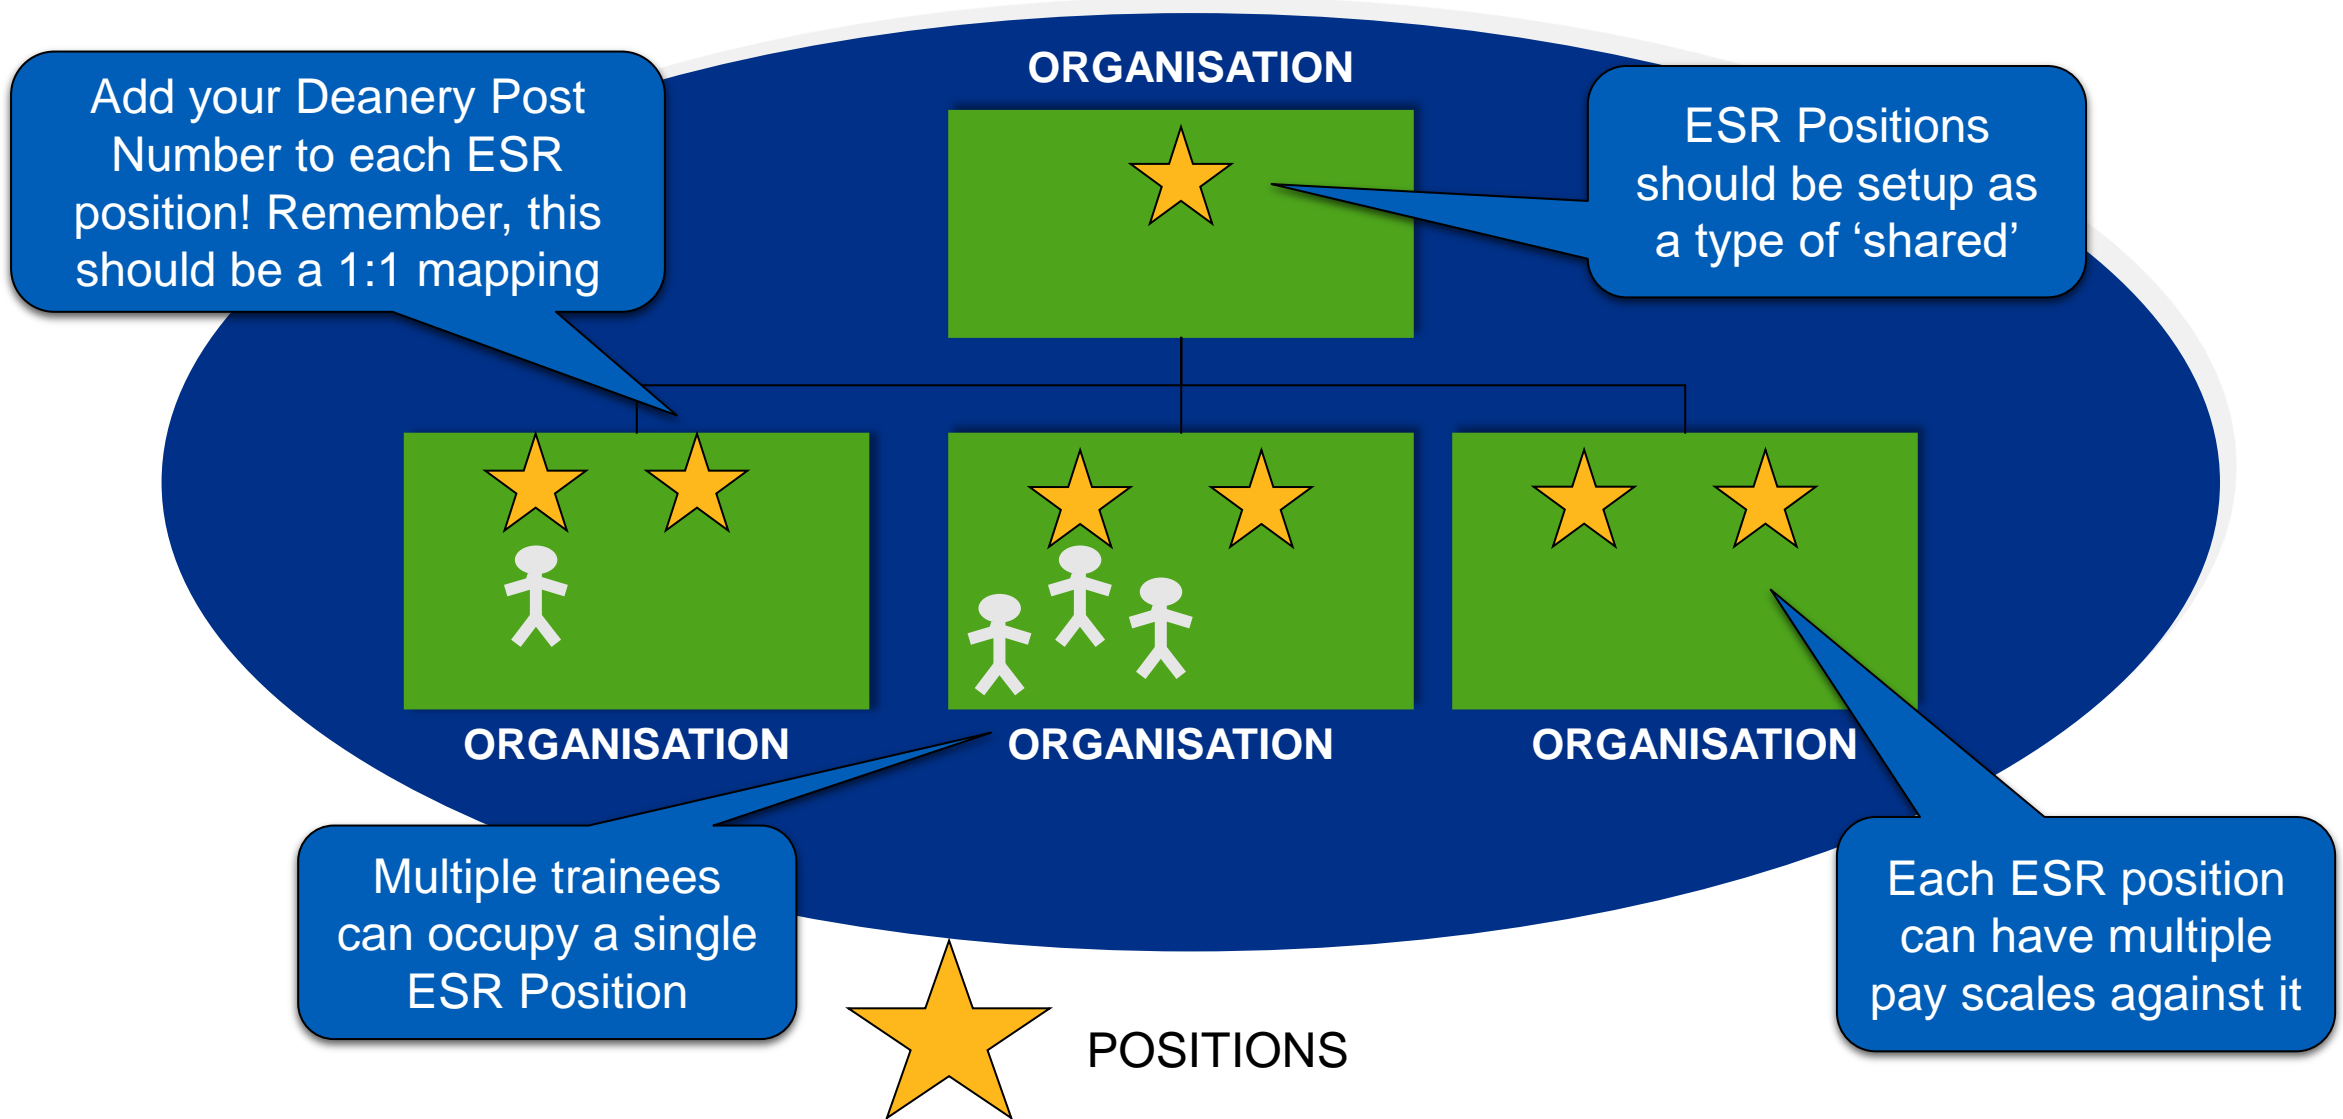 ORGANISATION
Add your Deanery Post
Number to each ESR
position! Remember, this
should be a 1:1 mapping
ESR Positions
should be setup as
a type of ‘shared’
ORGANISATION
ORGANISATION
ORGANISATION
Multiple trainees
can occupy a single
ESR Position
Each ESR position
can have multiple
pay scales against it
POSITIONS